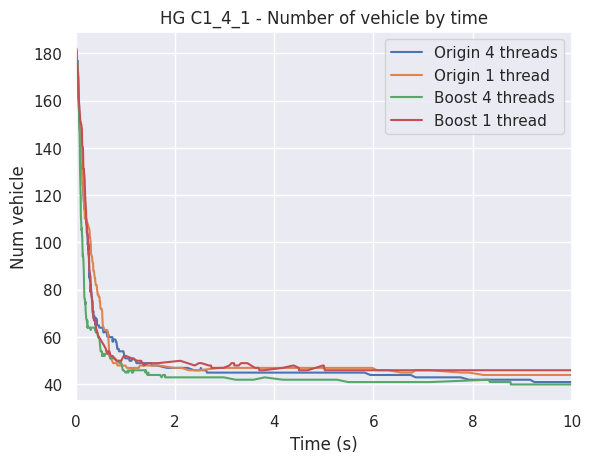 HG C1_4_1 - Number of vehicle by time
Origin 4 threads
Origin 1 thread
Boost 4 threads
Boost 1 thread
Num vehicle
180
160
140
120
100
80
60
40
0 2 4 6 8 10
Time (s)